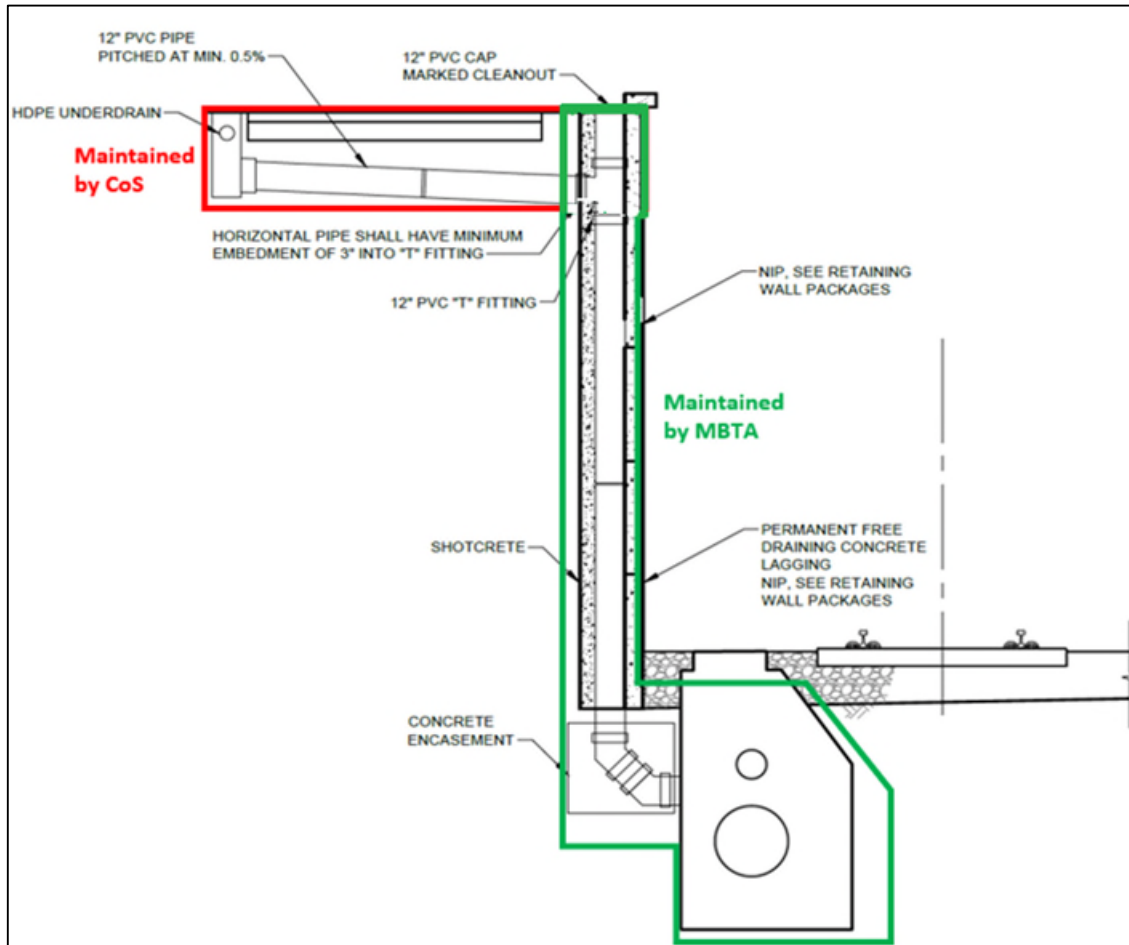 12" PVC PIPE
PITCHED AT MIN. 0.5%
12" PVC CAP
MARKED CLEANOUT
HDPE UNDERDRAIN
Maintained
by CoS
HORIZONTAL PIPE SHALL HAVE MINIMUM
EMBEDMENT OF 3" INTO "T" FITTING
12" PVC "T" FITTING
NIP, SEE RETAINING
WALL PACKAGES
Maintained
by MBTA
SHOTCRETE
PERMANENT FREE
DRAINING CONCRETE
LAGGING
NIP, SEE RETAINING
WALL PACKAGES
CONCRETE
ENCASEMENT